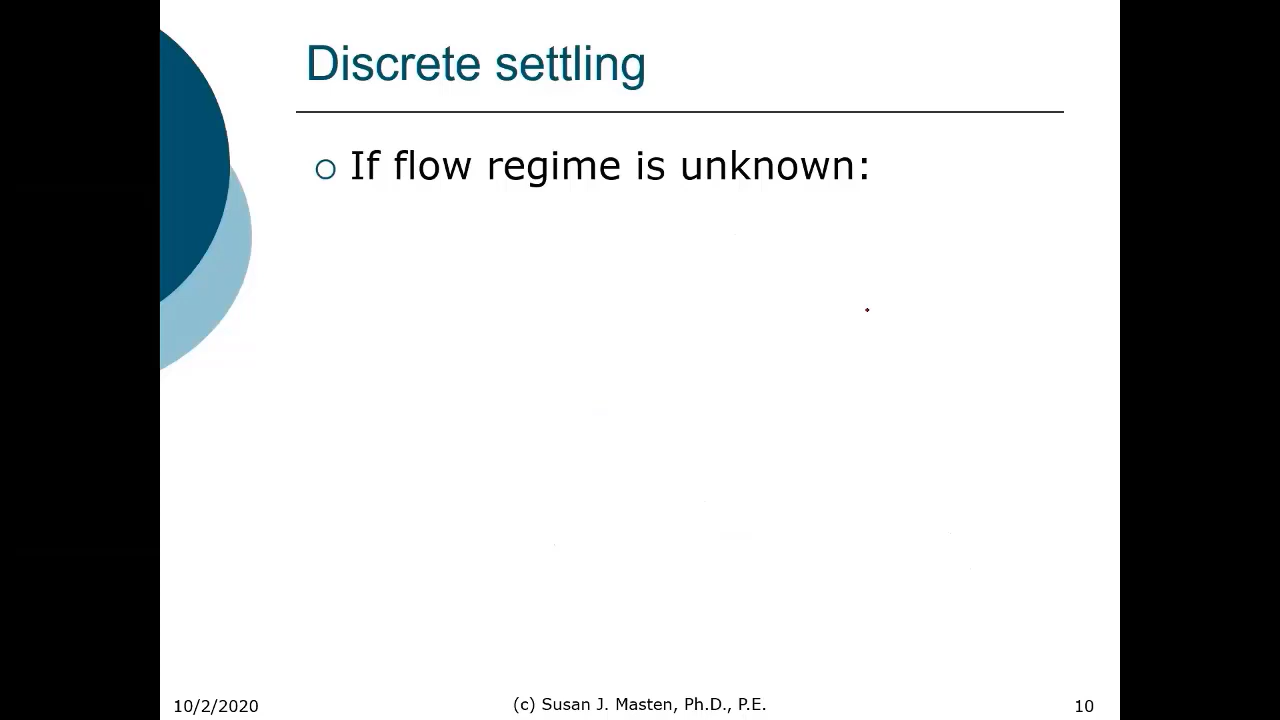 Discrete settling
If flow regime is unknown:
10/2/2020
(c) Susan J. Masten, Ph.D., P.E.
10